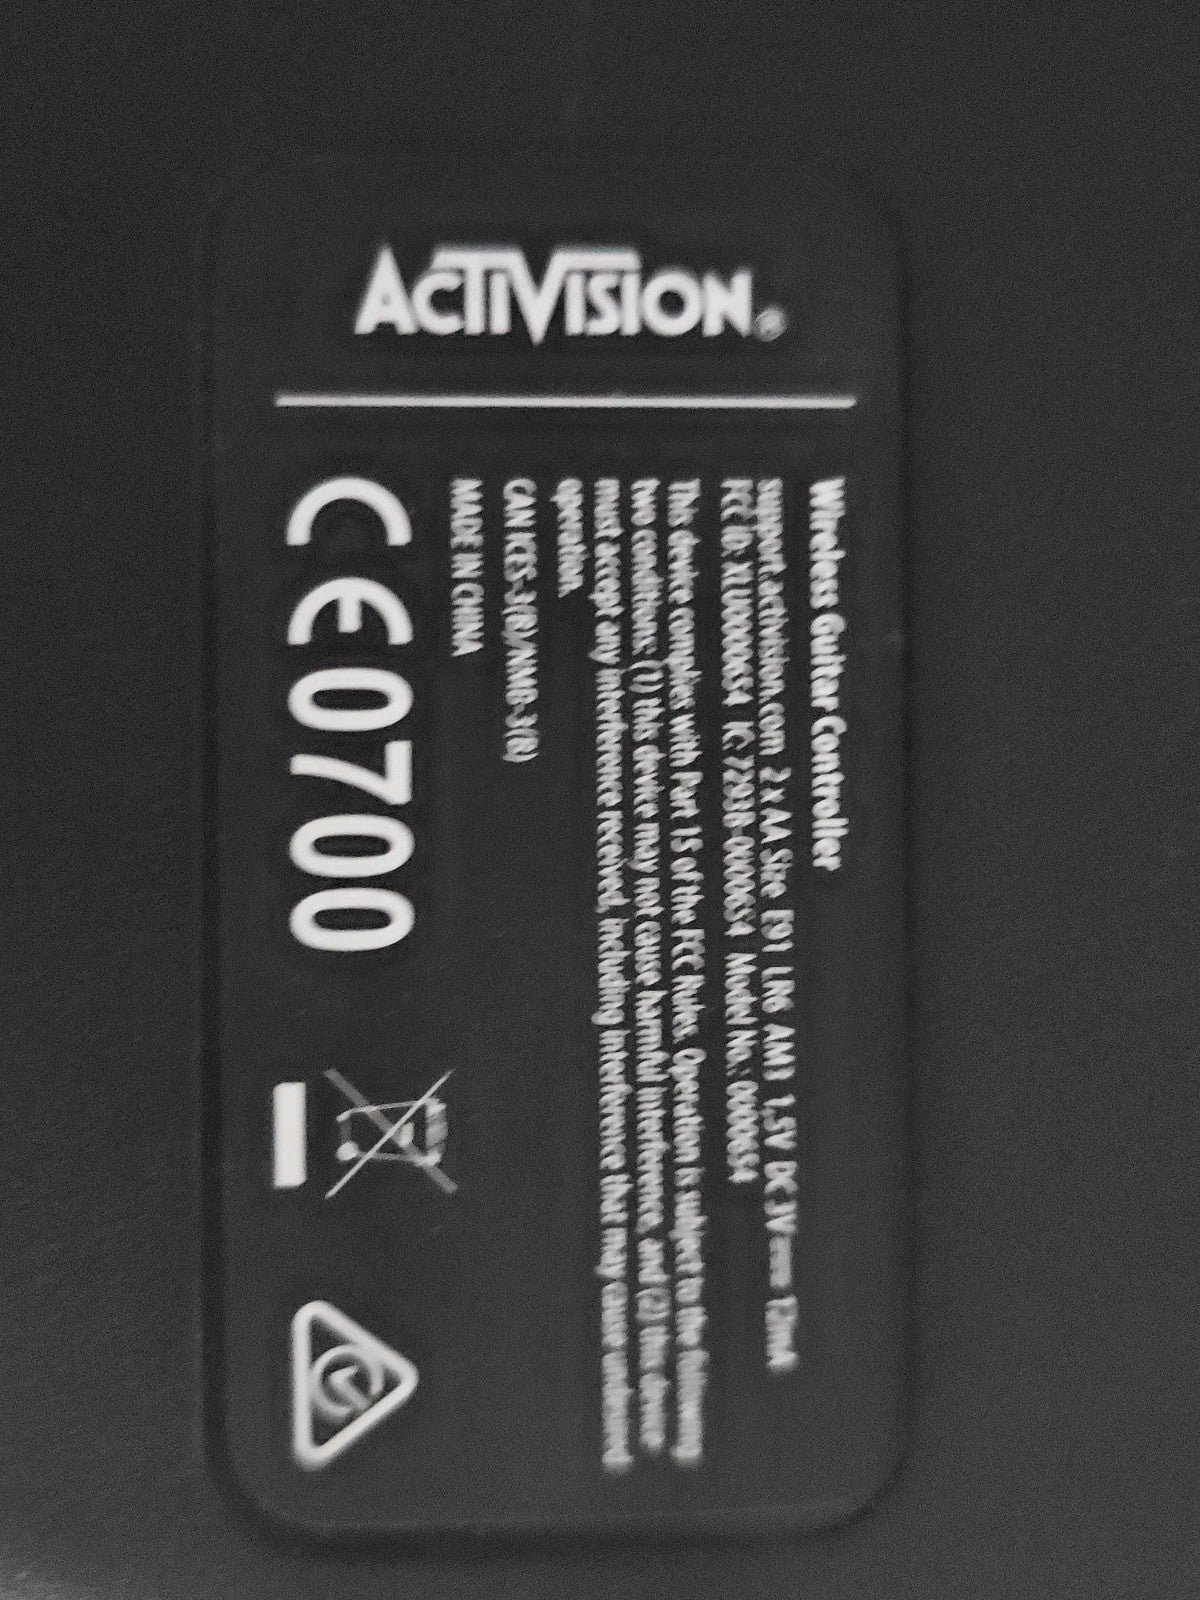 ACTIVISION®
Wireless Guitar Controller
support.activision.com 2 x AA Size E91 LR6 AM3 1.5V DC 3V 12mA
FCC ID: XLU0000654 IC: 7293B-0000654 Model No.: 0000654
This device complies with Part 15 of the FCC Rules. Operation is subject to the following
two conditions: (1) this device may not cause harmful interference, and (2) this device
must accept any interference received, including interference that may cause undesired
operation.
CAN ICES-3(B)/NMB-3(B)
MADE IN CHINA
CE0700